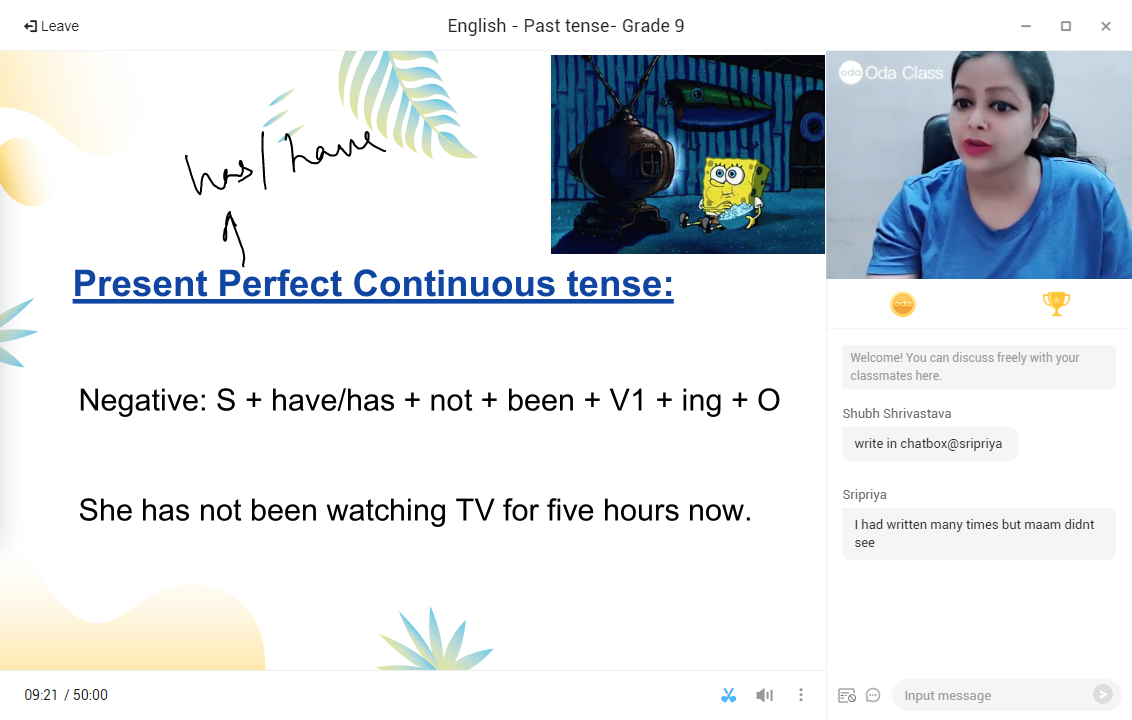 Leave
English - Past tense- Grade 9
has/have
Present Perfect Continuous tense:
Negative: S + have/has + not + been + V1 + ing + O
She has not been watching TV for five hours now.
09:21 / 50:00
oda Oda Class
oda
Welcome! You can discuss freely with your
classmates here.
Shubh Shrivastava
write in chatbox@sripriya
Sripriya
I had written many times but maam didnt
see
Input message